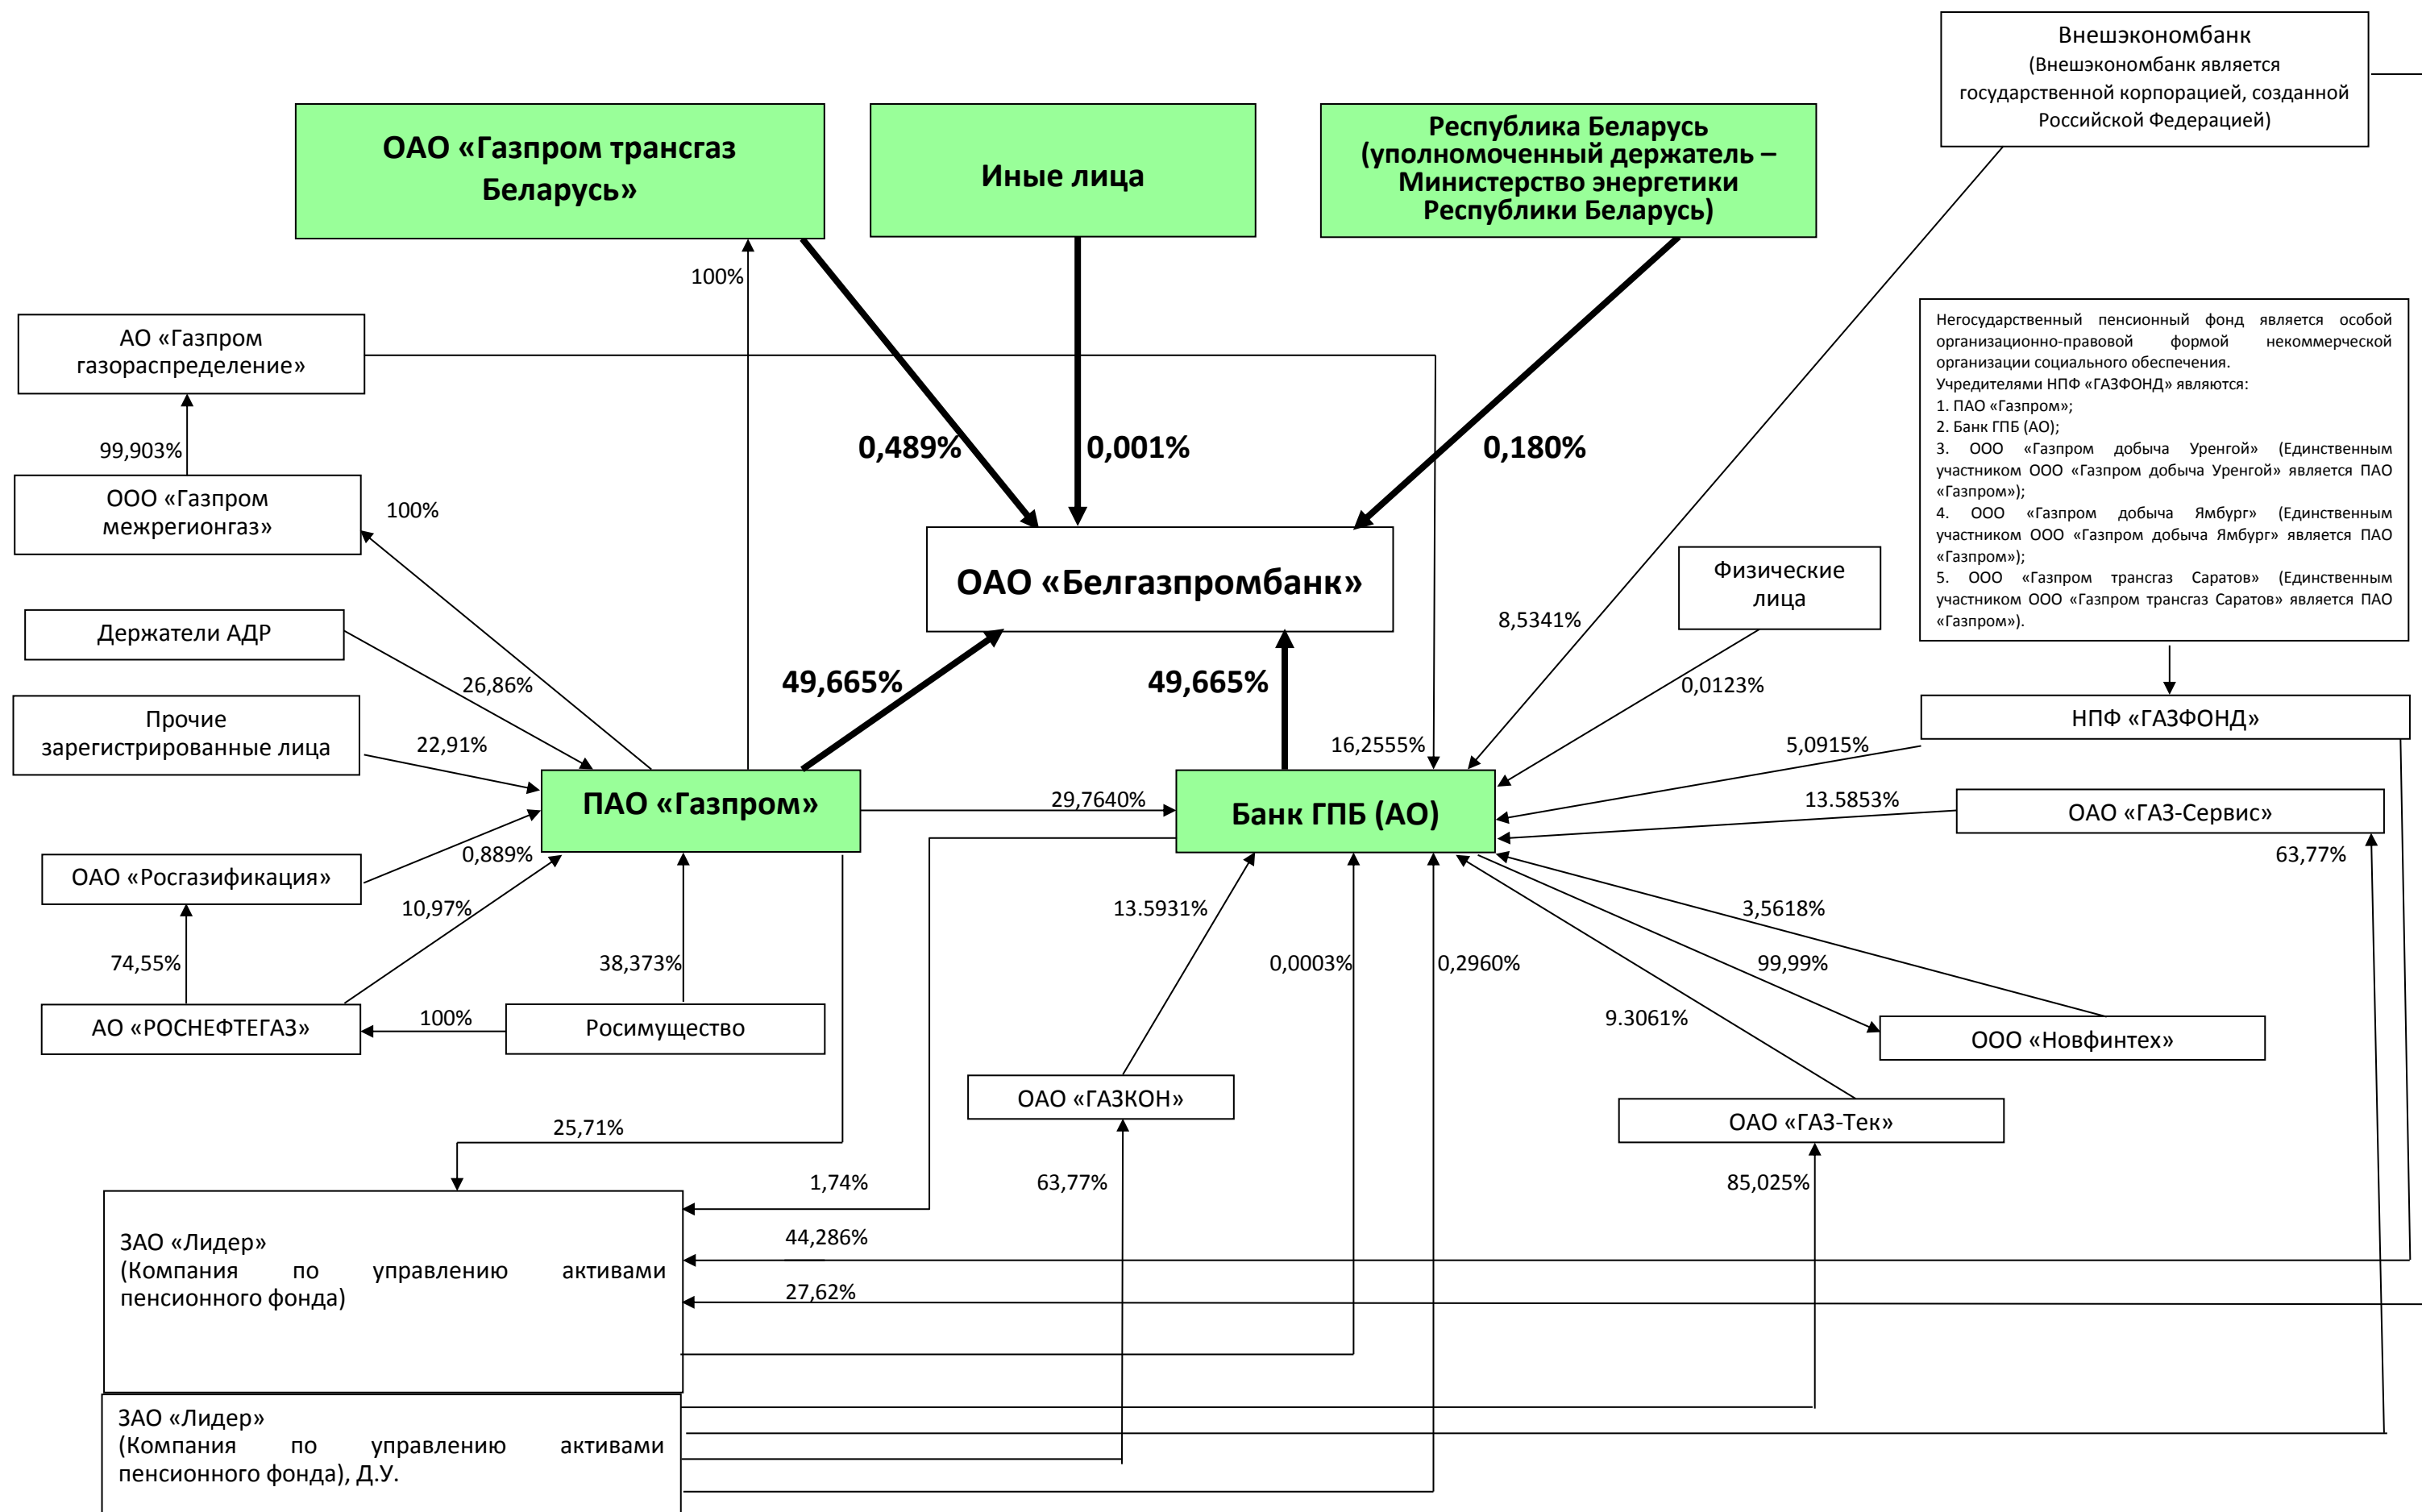 Внешэкономбанк
(Внешэкономбанк является
государственной корпорацией, созданной
Российской Федерацией)
ОАО «Газпром трансгаз
Беларусь»
Иные лица
Республика Беларусь
(уполномоченный держатель –
Министерство энергетики
Республики Беларусь)
100%
АО «Газпром
газораспределение»
99,903%
ООО «Газпром
межрегионгаз»
100%
0,489%
0,001%
0,180%
Негосударственный пенсионный фонд является особой
организационно-правовой формой некоммерческой
организации социального обеспечения.
Учредителями НПФ «ГАЗФОНД» являются:
1. ПАО «Газпром»;
2. Банк ГПБ (АО);
3. ООО «Газпром добыча Уренгой» (Единственным
участником ООО «Газпром добыча Уренгой» является ПАО
«Газпром»);
4. ООО «Газпром добыча Ямбург» (Единственным
участником ООО «Газпром добыча Ямбург» является ПАО
«Газпром»);
5. ООО «Газпром трансгаз Саратов» (Единственным
участником ООО «Газпром трансгаз Саратов» является ПАО
«Газпром»).
ОАО «Белгазпромбанк»
Физические
лица
8,5341%
Держатели АДР
26,86%
49,665%
49,665%
0,0123%
Прочие
зарегистрированные лица
22,91%
16,2555%
5,0915%
НПФ «ГАЗФОНД»
ПАО «Газпром»
29,7640%
Банк ГПБ (АО)
13.5853%
ОАО «ГАЗ-Сервис»
63,77%
0,889%
ОАО «Росгазификация»
10,97%
13.5931%
3,5618%
74,55%
38,373%
0,0003%
0,2960%
99,99%
АО «РОСНЕФТЕГАЗ»
100%
Росимущество
9.3061%
ООО «Новфинтех»
ОАО «ГАЗКОН»
ОАО «ГАЗ-Тек»
25,71%
1,74%
63,77%
85,025%
44,286%
27,62%
ЗАО «Лидер»
(Компания по управлению активами
пенсионного фонда)
ЗАО «Лидер»
(Компания по управлению активами
пенсионного фонда), Д.У.